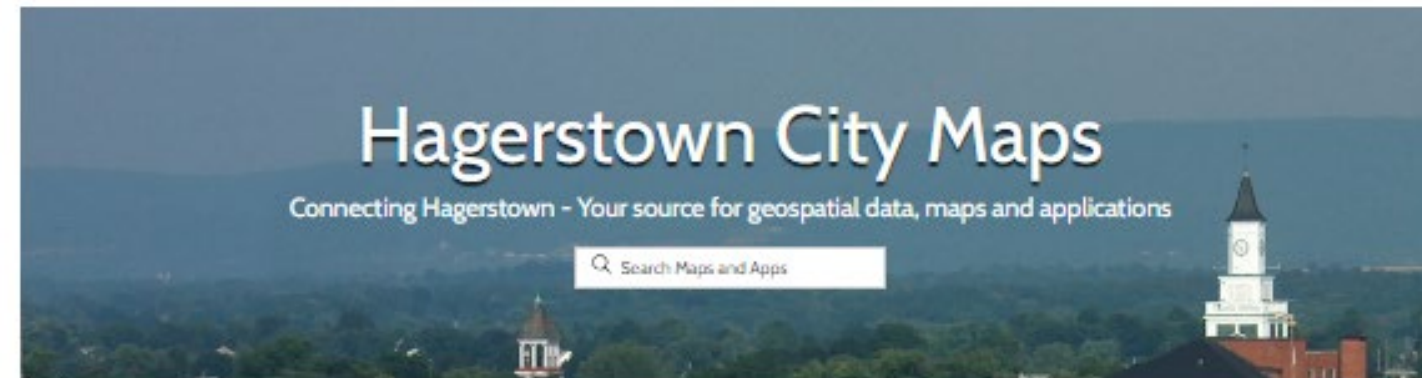 Hagerstown City Maps
Connecting Hagerstown - Your source for geospatial data, maps and applications
Search Maps and Apps